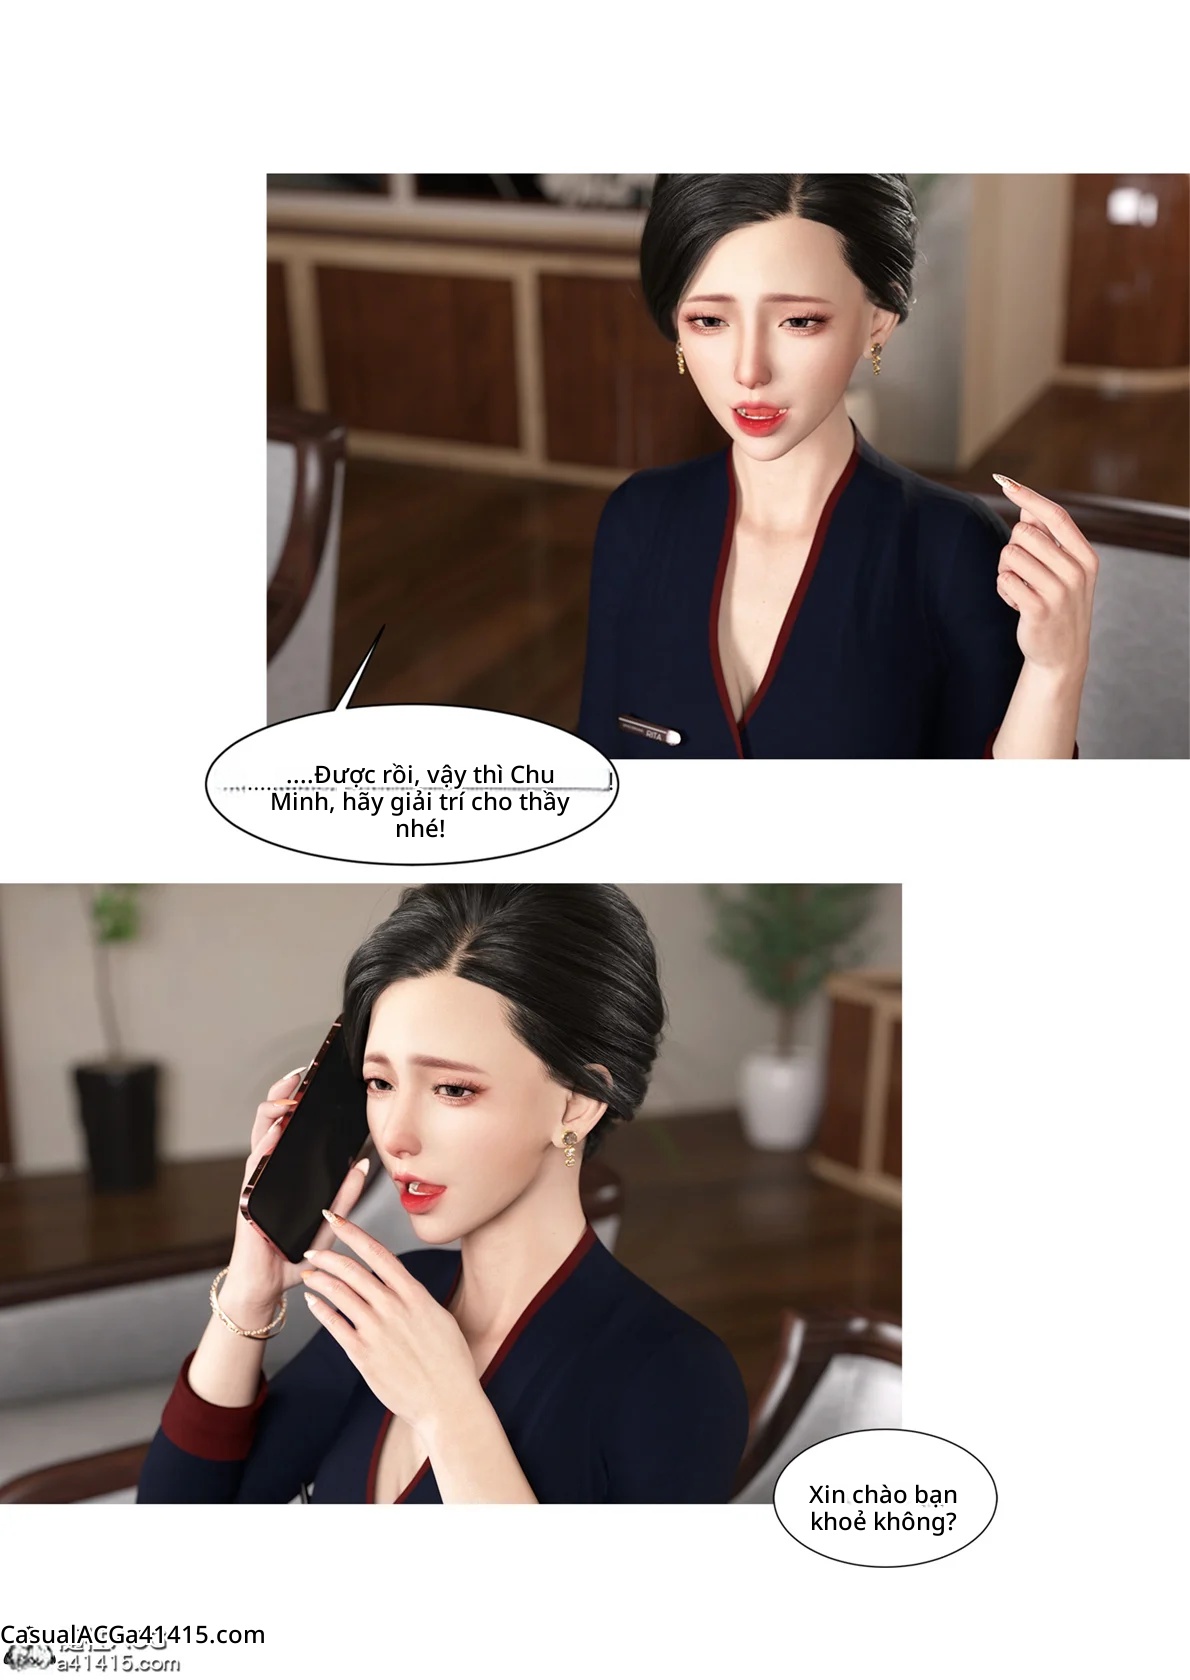 RITA
....Được rồi, vậy thì Chu
Minh, hãy giải trí cho thầy
nhé!
Xin chào bạn
khoẻ không?
CasualACGa41415.com
a41415.com